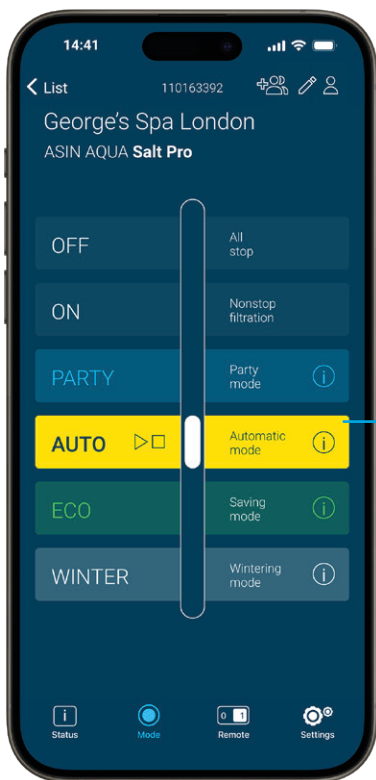 14:41
List 110163392
George's Spa London
ASIN AQUA Salt Pro
OFF
All
stop
ON
Nonstop
filtration
PARTY
Party
mode
AUTO
Automatic
mode
ECO
Saving
mode
WINTER
Wintering
mode
0 1
Status Mode Remote Settings